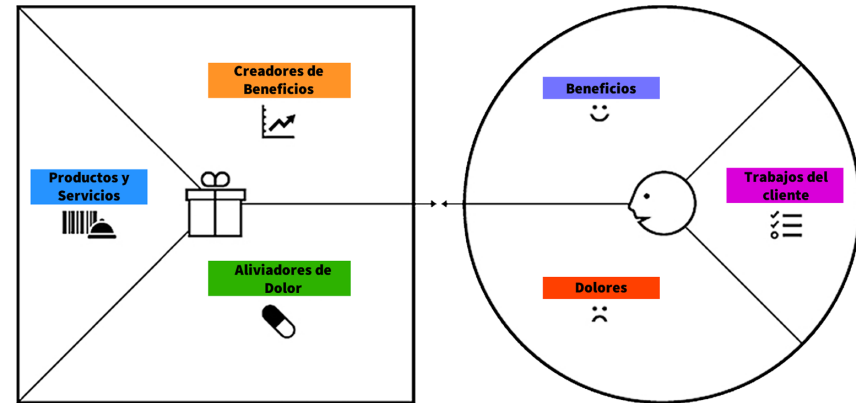 Creadores de
Beneficios
Productos y
Servicios
Aliviadores de
Dolor
Beneficios
Trabajos del
cliente
Dolores